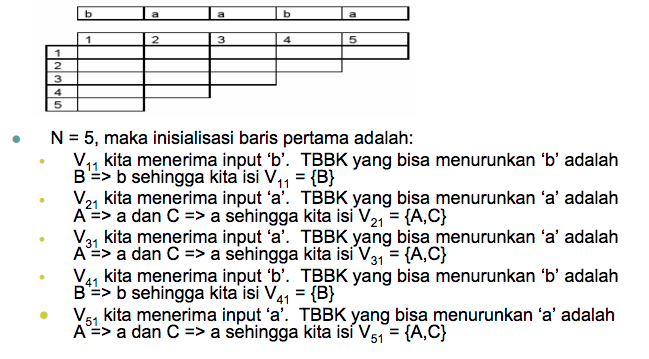 b a a b a
1 2 3 4 5
1
2
3
4
5
N = 5, maka inisialisasi baris pertama adalah:
V₁₁ kita menerima input ‘b’. TBBK yang bisa menurunkan ‘b’ adalah
B => b sehingga kita isi V₁₁ = {B}
V₂₁ kita menerima input ‘a’. TBBK yang bisa menurunkan ‘a’ adalah
A => a dan C => a sehingga kita isi V₂₁ = {A,C}
V₃₁ kita menerima input ‘a’. TBBK yang bisa menurunkan ‘a’ adalah
A => a dan C => a sehingga kita isi V₃₁ = {A,C}
V₄₁ kita menerima input ‘b’. TBBK yang bisa menurunkan ‘b’ adalah
B => b sehingga kita isi V₄₁ = {B}
V₅₁ kita menerima input ‘a’. TBBK yang bisa menurunkan ‘a’ adalah
A => a dan C => a sehingga kita isi V₅₁ = {A,C}